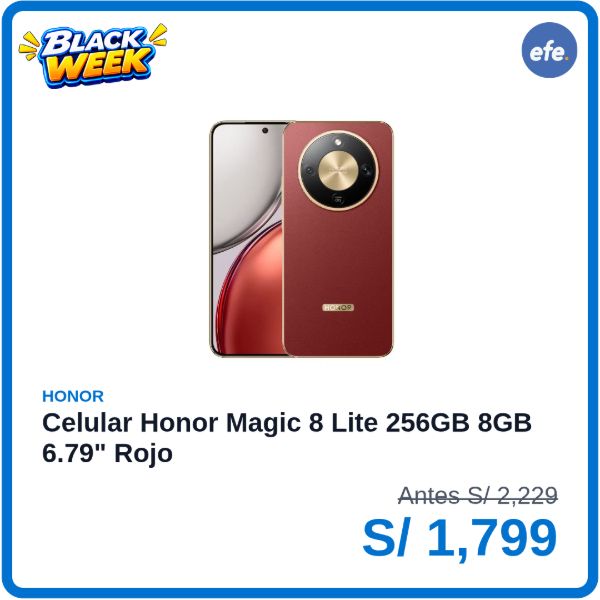 BLACK
WEEK
efe.
HONOR
HONOR
Celular Honor Magic 8 Lite 256GB 8GB
6.79" Rojo
Antes S/ 2,229
S/ 1,799